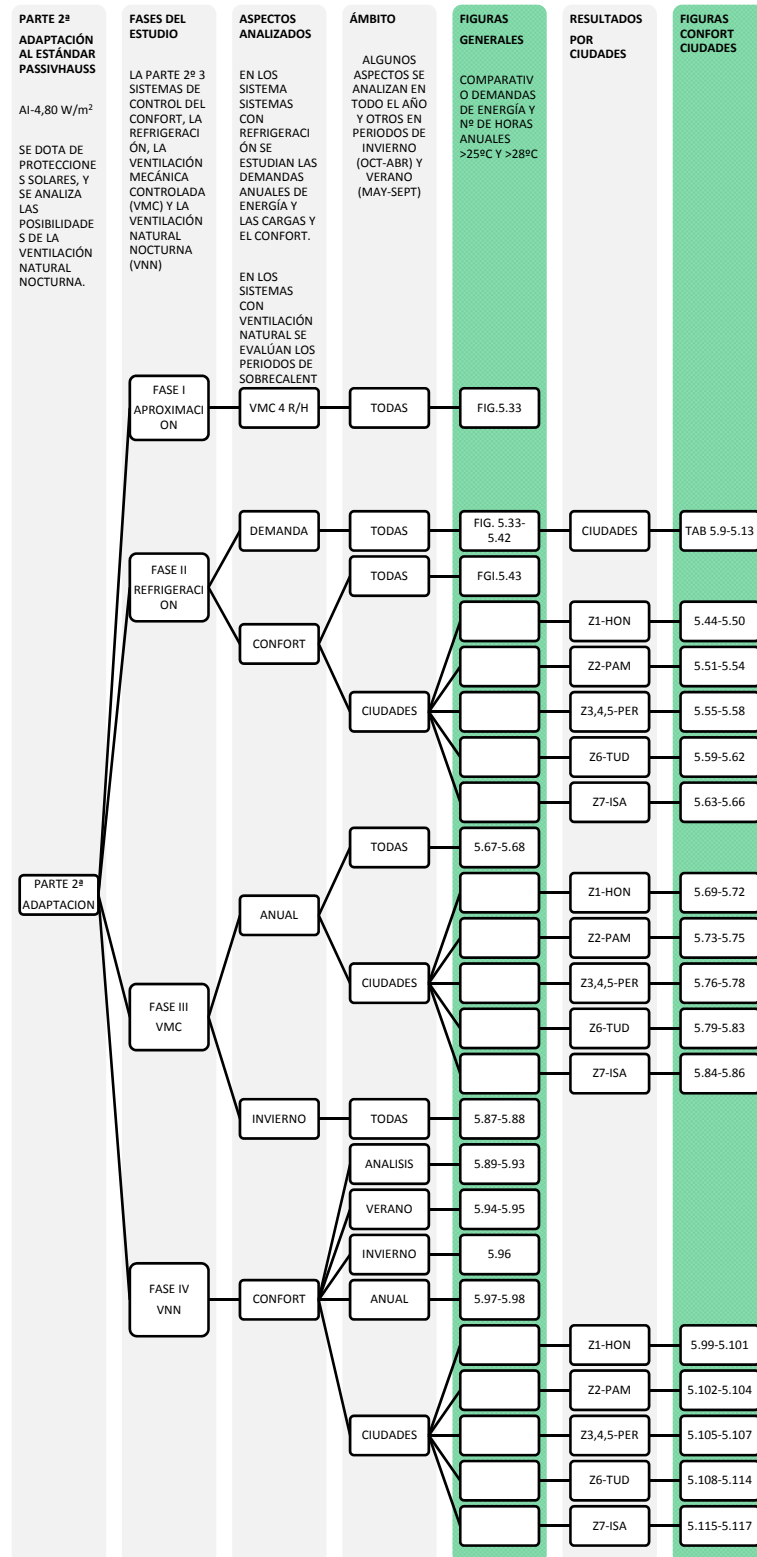 PARTE 2ª
ADAPTACIÓN
AL ESTÁNDAR
PASSIVHAUSS
AI-4,80 W/m²
SE DOTA DE
PROTECCIONE
S SOLARES, Y
SE ANALIZA
LAS
POSIBILIDADE
S DE LA
VENTILACIÓN
NATURAL
NOCTURNA.
FASES DEL
ESTUDIO
LA PARTE 2º 3
SISTEMAS DE
CONTROL DEL
CONFORT, LA
REFRIGERACI
ÓN, LA
VENTILACIÓN
MECÁNICA
CONTROLADA
(VMC) Y LA
VENTILACIÓN
NATURAL
NOCTURNA
(VNN)
ASPECTOS
ANALIZADOS
EN LOS
SISTEMA
SISTEMAS
CON
REFRIGERACI
ÓN SE
ESTUDIAN LAS
DEMANDAS
ANUALES DE
ENERGÍA Y
LAS CARGAS Y
EL CONFORT.
EN LOS
SISTEMAS
CON
VENTILACIÓN
NATURAL SE
EVALÚAN LOS
PERIODOS DE
SOBRECALENT
ÁMBITO
ALGUNOS
ASPECTOS SE
ANALIZAN EN
TODO EL AÑO
Y OTROS EN
PERIODOS DE
INVIERNO
(OCT-ABR) Y
VERANO
(MAY-SEPT)
FIGURAS
GENERALES
COMPARATIV
O DEMANDAS
DE ENERGÍA Y
Nº DE HORAS
ANUALES
>25ºC Y >28ºC
RESULTADOS
POR
CIUDADES
FIGURAS
CONFORT
CIUDADES
PARTE 2ª
ADAPTACION
FASE I
APROXIMACI
ON
VMC 4 R/H
TODAS
FIG.5.33
FASE II
REFRIGERACI
ON
DEMANDA
TODAS
FIG. 5.33-
5.42
CIUDADES
TAB 5.9-5.13
CONFORT
TODAS
FGI.5.43
CIUDADES
Z1-HON
5.44-5.50
Z2-PAM
5.51-5.54
Z3,4,5-PER
5.55-5.58
Z6-TUD
5.59-5.62
Z7-ISA
5.63-5.66
FASE III
VMC
ANUAL
TODAS
5.67-5.68
CIUDADES
Z1-HON
5.69-5.72
Z2-PAM
5.73-5.75
Z3,4,5-PER
5.76-5.78
Z6-TUD
5.79-5.83
Z7-ISA
5.84-5.86
INVIERNO
TODAS
5.87-5.88
FASE IV
VNN
CONFORT
ANALISIS
5.89-5.93
VERANO
5.94-5.95
INVIERNO
5.96
ANUAL
5.97-5.98
CIUDADES
Z1-HON
5.99-5.101
Z2-PAM
5.102-5.104
Z3,4,5-PER
5.105-5.107
Z6-TUD
5.108-5.114
Z7-ISA
5.115-5.117